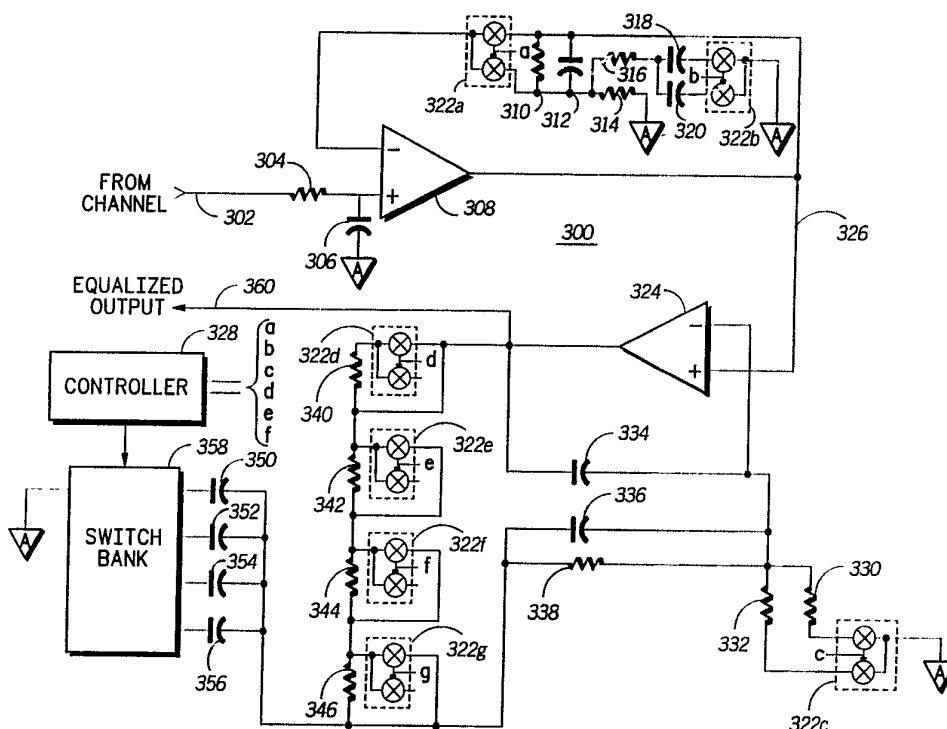 318
322a
a
310
312
316
314
b
320
322b
A
A
304
FROM
CHANNEL
302
306
A
308
300
326
EQUALIZED
OUTPUT
360
324
328
CONTROLLER
a
b
c
d
e
f
322d
d
340
322e
e
342
334
336
358
350
352
354
356
A
SWITCH
BANK
322f
f
344
338
330
332
322g
g
346
c
A
322c